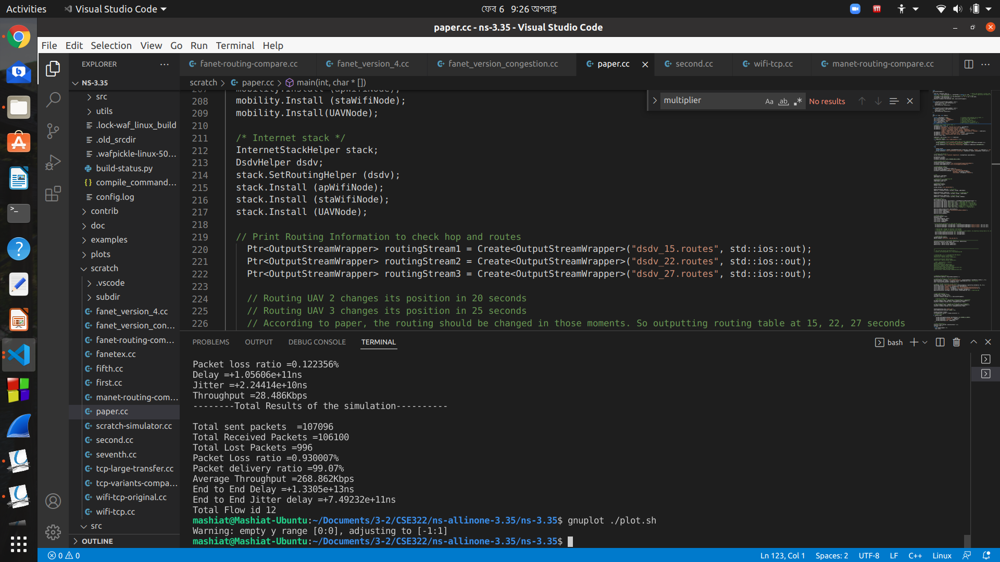 Activities
Visual Studio Code
ফেব 6 9:26 অপরাহ্ণ
paper.cc - ns-3.35 - Visual Studio Code
File Edit Selection View Go Run Terminal Help
EXPLORER
NS-3.35
src
utils
.lock-waf_linux_build
.old_srcdir
.wafpickle-linux-50...
build-status.py
compile_command...
config.log
contrib
doc
examples
plots
scratch
.vscode
subdir
fanet_version_4.cc
fanet_version_con...
fanet-routing-com...
fanetex.cc
fifth.cc
first.cc
manet-routing-com...
paper.cc
scratch-simulator.cc
second.cc
seventh.cc
tcp-large-transfer.cc
tcp-variants-compa...
wifi-tcp-original.cc
wifi-tcp.cc
src
OUTLINE
fanet-routing-compare.cc fanet_version_4.cc fanet_version_congestion.cc paper.cc second.cc wifi-tcp.cc manet-routing-compare.cc
scratch > paper.cc > main(int, char * [])
multiplier Aa ab .* No results
207 mobility.Install (apWifiNode);
208 mobility.Install (staWifiNode);
209 mobility.Install(UAVNode);
210
211 /* Internet stack */
212 InternetStackHelper stack;
213 DsdvHelper dsdv;
214 stack.SetRoutingHelper (dsdv);
215 stack.Install (apWifiNode);
216 stack.Install (staWifiNode);
217 stack.Install (UAVNode);
218
219 // Print Routing Information to check hop and routes
220 Ptr<OutputStreamWrapper> routingStream1 = Create<OutputStreamWrapper>("dsdv_15.routes", std::ios::out);
221 Ptr<OutputStreamWrapper> routingStream2 = Create<OutputStreamWrapper>("dsdv_22.routes", std::ios::out);
222 Ptr<OutputStreamWrapper> routingStream3 = Create<OutputStreamWrapper>("dsdv_27.routes", std::ios::out);
223
224 // Routing UAV 2 changes its position in 20 seconds
225 // Routing UAV 3 changes its position in 25 seconds
226 // According to paper, the routing should be changed in those moments. So outputting routing table at 15, 22, 27 seconds
PROBLEMS OUTPUT DEBUG CONSOLE TERMINAL
bash
Packet loss ratio =0.122356%
Delay =+1.05606e+11ns
Jitter =+2.24414e+10ns
Throughput =28.486Kbps
--------Total Results of the simulation----------
Total sent packets  =107096
Total Received Packets =106100
Total Lost Packets =996
Packet Loss ratio =0.930007%
Packet delivery ratio =99.07%
Average Throughput =268.862Kbps
End to End Delay =+1.3305e+13ns
End to End Jitter delay =+7.49232e+11ns
Total Flow id 12
mashiat@Mashiat-Ubuntu:~/Documents/3-2/CSE322/ns-allinone-3.35/ns-3.35$ gnuplot ./plot.sh
Warning: empty y range [0:0], adjusting to [-1:1]
mashiat@Mashiat-Ubuntu:~/Documents/3-2/CSE322/ns-allinone-3.35/ns-3.35$
0 0
Ln 123, Col 1 Spaces: 2 UTF-8 LF C++ Linux